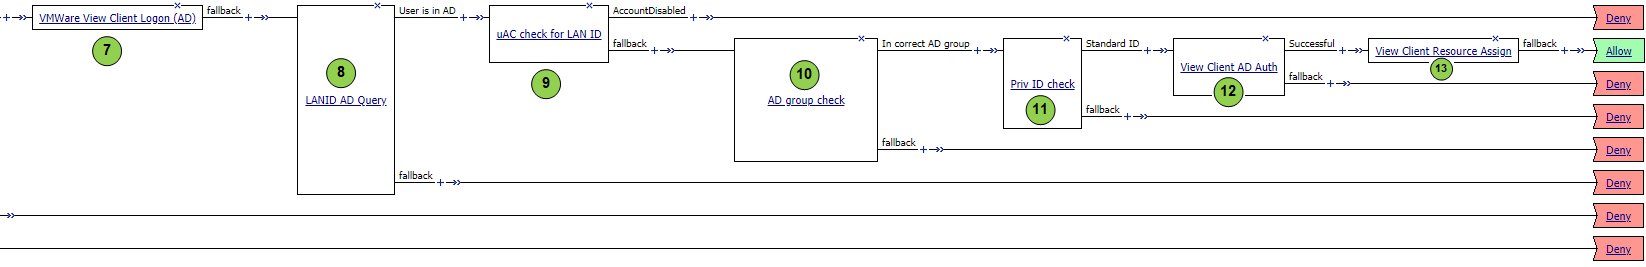 VMWare View Client Logon (AD)
fallback
7
LANID AD Query
8
User is in AD
uAC check for LAN ID
9
AccountDisabled
Deny
fallback
AD group check
10
In correct AD group
Priv ID check
11
Standard ID
View Client AD Auth
12
Successful
View Client Resource Assign
13
fallback
Allow
fallback
Deny
fallback
Deny
fallback
Deny
fallback
Deny
Deny
Deny